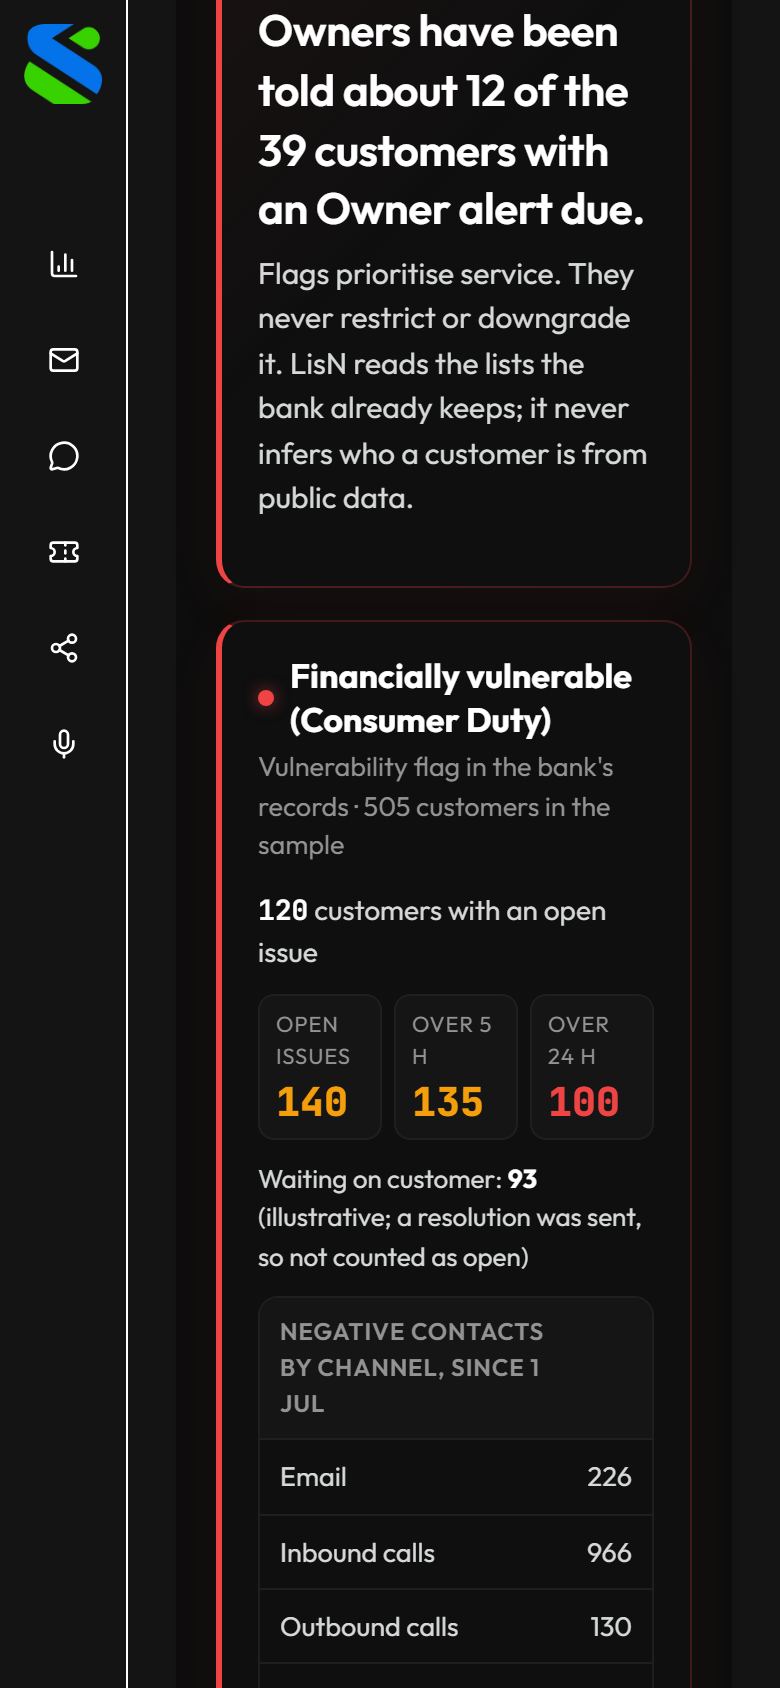 Owners have been
told about 12 of the
39 customers with
an Owner alert due.
Flags prioritise service. They
never restrict or downgrade
it. LisN reads the lists the
bank already keeps; it never
infers who a customer is from
public data.
Financially vulnerable
(Consumer Duty)
Vulnerability flag in the bank's
records · 505 customers in the
sample
120 customers with an open
issue
OPEN
ISSUES
140
OVER 5
H
135
OVER
24 H
100
Waiting on customer: 93
(illustrative; a resolution was sent,
so not counted as open)
NEGATIVE CONTACTS
BY CHANNEL, SINCE 1
JUL
Email 226
Inbound calls 966
Outbound calls 130